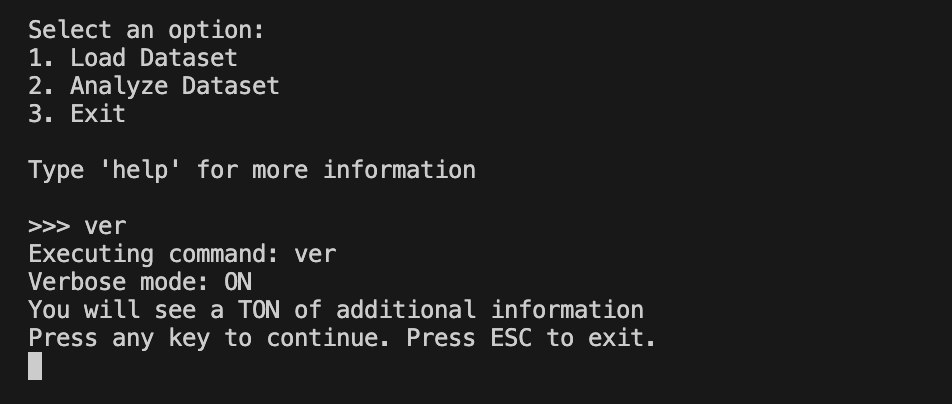 Select an option:
1. Load Dataset
2. Analyze Dataset
3. Exit
Type 'help' for more information
>>> ver
Executing command: ver
Verbose mode: ON
You will see a TON of additional information
Press any key to continue. Press ESC to exit.